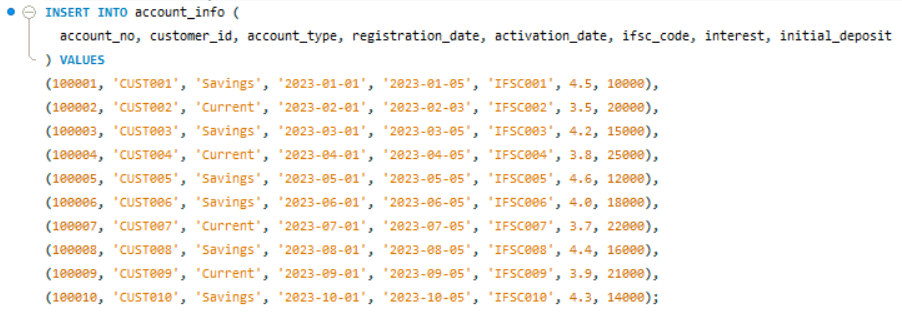 INSERT INTO account_info (
account_no, customer_id, account_type, registration_date, activation_date, ifsc_code, interest, initial_deposit
) VALUES
(100001, 'CUST001', 'Savings', '2023-01-01', '2023-01-05', 'IFSC001', 4.5, 10000),
(100002, 'CUST002', 'Current', '2023-02-01', '2023-02-03', 'IFSC002', 3.5, 20000),
(100003, 'CUST003', 'Savings', '2023-03-01', '2023-03-05', 'IFSC003', 4.2, 15000),
(100004, 'CUST004', 'Current', '2023-04-01', '2023-04-05', 'IFSC004', 3.8, 25000),
(100005, 'CUST005', 'Savings', '2023-05-01', '2023-05-05', 'IFSC005', 4.6, 12000),
(100006, 'CUST006', 'Savings', '2023-06-01', '2023-06-05', 'IFSC006', 4.0, 18000),
(100007, 'CUST007', 'Current', '2023-07-01', '2023-07-05', 'IFSC007', 3.7, 22000),
(100008, 'CUST008', 'Savings', '2023-08-01', '2023-08-05', 'IFSC008', 4.4, 16000),
(100009, 'CUST009', 'Current', '2023-09-01', '2023-09-05', 'IFSC009', 3.9, 21000),
(100010, 'CUST010', 'Savings', '2023-10-01', '2023-10-05', 'IFSC010', 4.3, 14000);